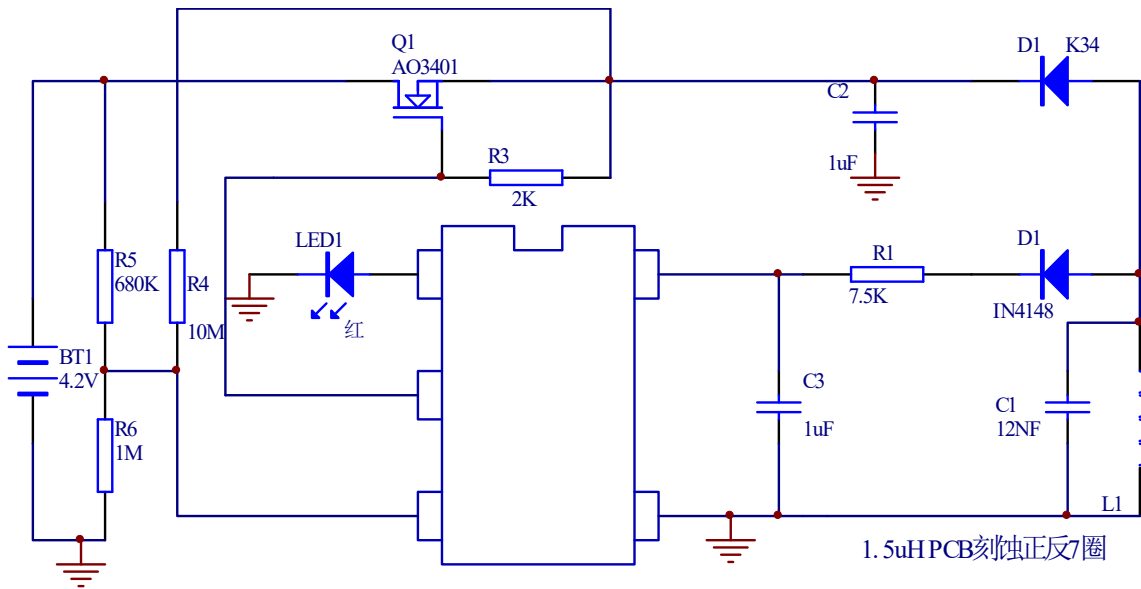 Q1
AO3401
D1 K34
C2
1uF
R3
2K
LED1
红
R5
680K
R4
10M
R1
7.5K
D1
IN4148
BT1
4.2V
C3
1uF
C1
12NF
R6
1M
L1
1.5uH PCB刻蚀正反7圈